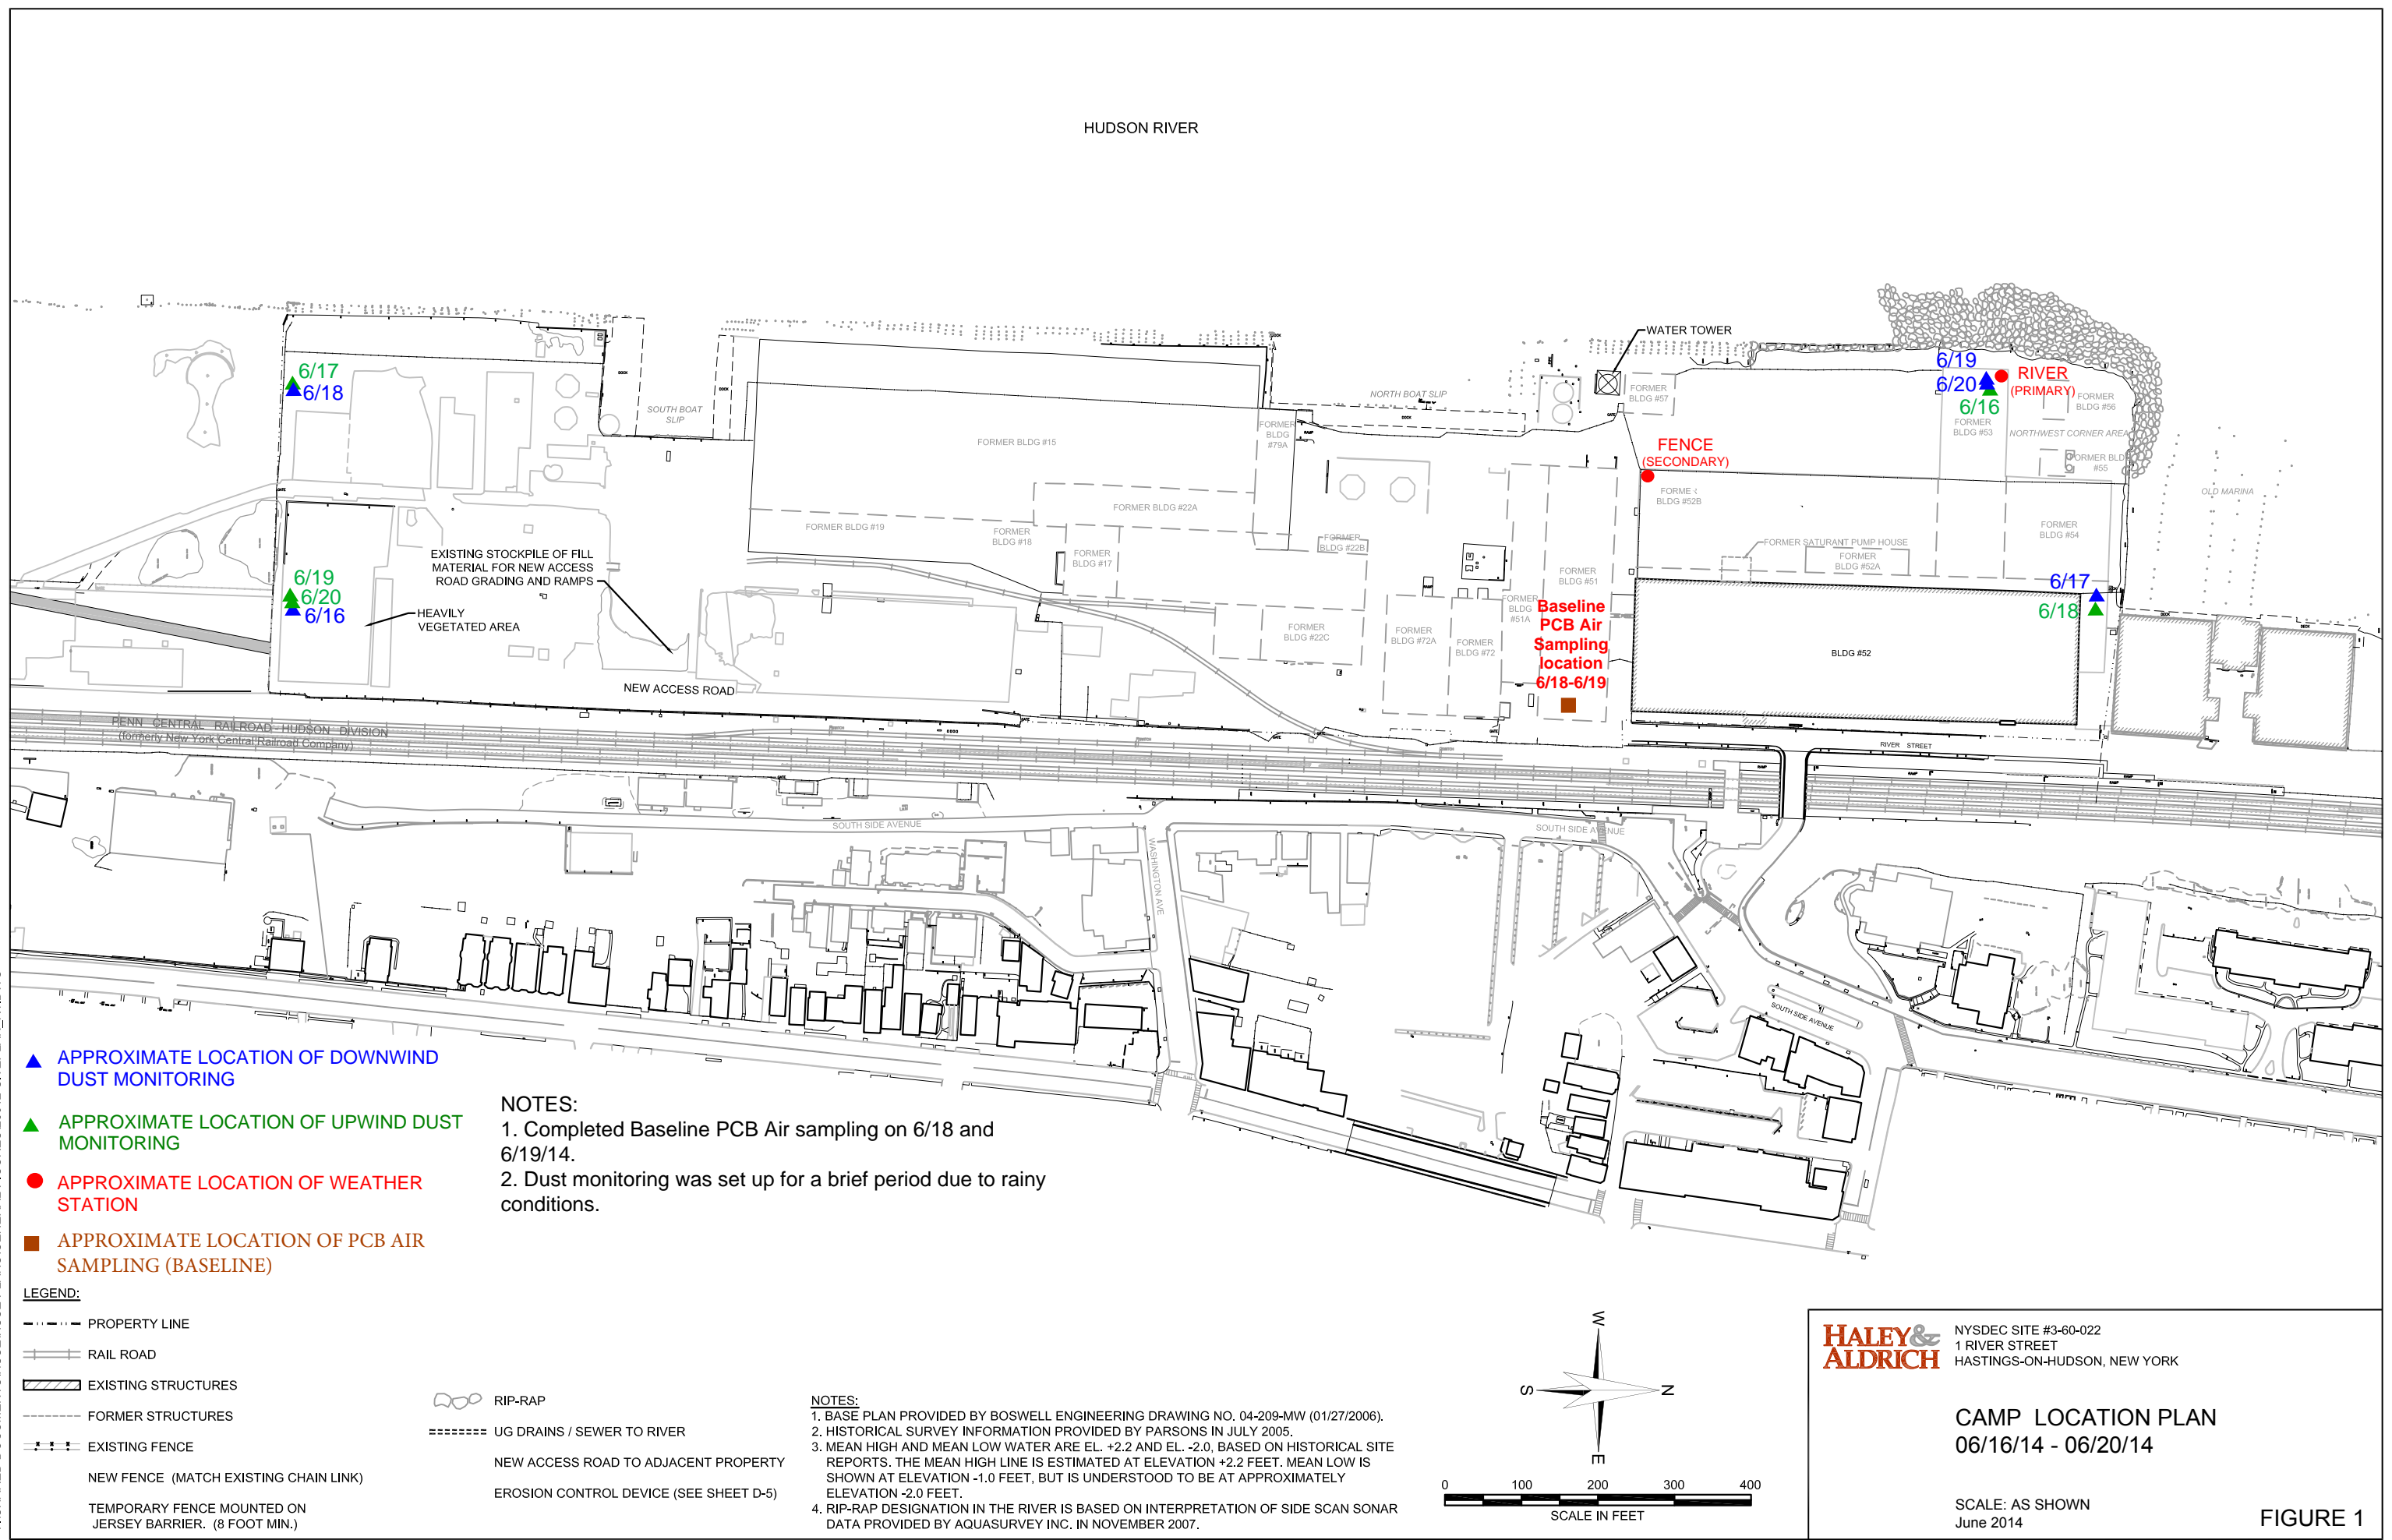 HUDSON RIVER
WATER TOWER
6/17
6/18
6/19
6/20
6/16
RIVER
(PRIMARY)
FORMER
BLDG #57
FORMER
BLDG #56
FORMER
BLDG #53
NORTHWEST CORNER AREA
SOUTH BOAT
SLIP
NORTH BOAT SLIP
FORMER BLDG #15
FORMER
BLDG
#79A
FENCE
(SECONDARY)
FORMER BLD
#55
OLD MARINA
FORME
BLDG #52B
FORMER BLDG #22A
FORMER BLDG #19
FORMER
BLDG #18
FORMER
BLDG #17
FORMER
BLDG #22B
FORMER
BLDG #54
FORMER SATURANT PUMP HOUSE
FORMER
BLDG #52A
FORMER
BLDG #51
EXISTING STOCKPILE OF FILL
MATERIAL FOR NEW ACCESS
ROAD GRADING AND RAMPS
6/19
6/20
6/16
HEAVILY
VEGETATED AREA
FORMER
BLDG
#51A
Baseline
PCB Air
Sampling
location
6/18-6/19
6/17
6/18
FORMER
BLDG #22C
FORMER
BLDG #72A
FORMER
BLDG #72
BLDG #52
NEW ACCESS ROAD
PENN CENTRAL RAILROAD - HUDSON DIVISION
(formerly New York Central Railroad Company)
RIVER STREET
SOUTH SIDE AVENUE
SOUTH SIDE AVENUE
WASHINGTON AVE
SOUTH SIDE AVENUE
APPROXIMATE LOCATION OF DOWNWIND
DUST MONITORING
APPROXIMATE LOCATION OF UPWIND DUST
MONITORING
APPROXIMATE LOCATION OF WEATHER
STATION
APPROXIMATE LOCATION OF PCB AIR
SAMPLING (BASELINE)
NOTES:
1. Completed Baseline PCB Air sampling on 6/18 and
6/19/14.
2. Dust monitoring was set up for a brief period due to rainy
conditions.
LEGEND:
PROPERTY LINE
RAIL ROAD
EXISTING STRUCTURES
FORMER STRUCTURES
EXISTING FENCE
NEW FENCE (MATCH EXISTING CHAIN LINK)
TEMPORARY FENCE MOUNTED ON
JERSEY BARRIER. (8 FOOT MIN.)
RIP-RAP
UG DRAINS / SEWER TO RIVER
NEW ACCESS ROAD TO ADJACENT PROPERTY
EROSION CONTROL DEVICE (SEE SHEET D-5)
NOTES:
1. BASE PLAN PROVIDED BY BOSWELL ENGINEERING DRAWING NO. 04-209-MW (01/27/2006).
2. HISTORICAL SURVEY INFORMATION PROVIDED BY PARSONS IN JULY 2005.
3. MEAN HIGH AND MEAN LOW WATER ARE EL. +2.2 AND EL. -2.0, BASED ON HISTORICAL SITE
REPORTS. THE MEAN HIGH LINE IS ESTIMATED AT ELEVATION +2.2 FEET. MEAN LOW IS
SHOWN AT ELEVATION -1.0 FEET, BUT IS UNDERSTOOD TO BE AT APPROXIMATELY
ELEVATION -2.0 FEET.
4. RIP-RAP DESIGNATION IN THE RIVER IS BASED ON INTERPRETATION OF SIDE SCAN SONAR
DATA PROVIDED BY AQUASURVEY INC. IN NOVEMBER 2007.
W
S
N
E
0 100 200 300 400
SCALE IN FEET
HALEY &
ALDRICH
NYSDEC SITE #3-60-022
1 RIVER STREET
HASTINGS-ON-HUDSON, NEW YORK
CAMP LOCATION PLAN
06/16/14 - 06/20/14
SCALE: AS SHOWN
June 2014
FIGURE 1